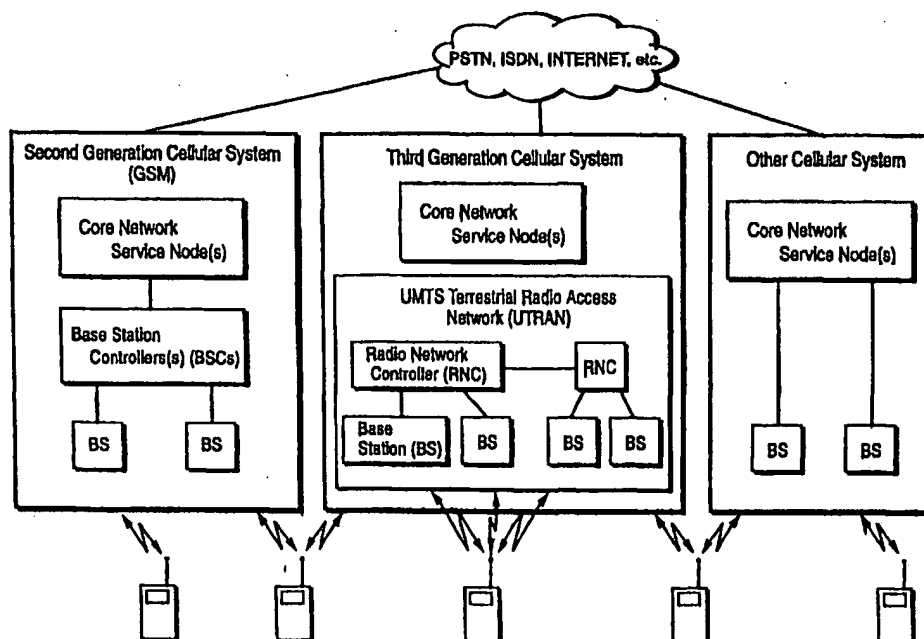 PSTN, ISDN, INTERNET, etc.
Second Generation Cellular System
(GSM)
Core Network
Service Node(s)
Base Station
Controllers(s) (BSCs)
BS
BS
Third Generation Cellular System
Core Network
Service Node(s)
UMTS Terrestrial Radio Access
Network (UTRAN)
Radio Network
Controller (RNC)
RNC
Base
Station (BS)
BS
BS
BS
Other Cellular System
Core Network
Service Node(s)
BS
BS